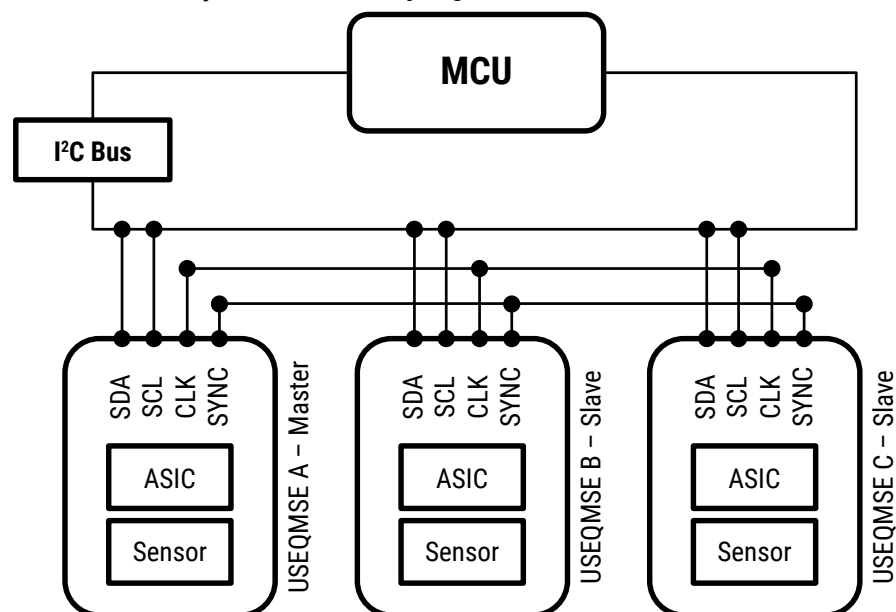 MCU
I²C Bus
SDA
SCL
CLK
SYNC
USEQMSE A – Master
ASIC
Sensor
SDA
SCL
CLK
SYNC
USEQMSE B – Slave
ASIC
Sensor
SDA
SCL
CLK
SYNC
USEQMSE C – Slave
ASIC
Sensor